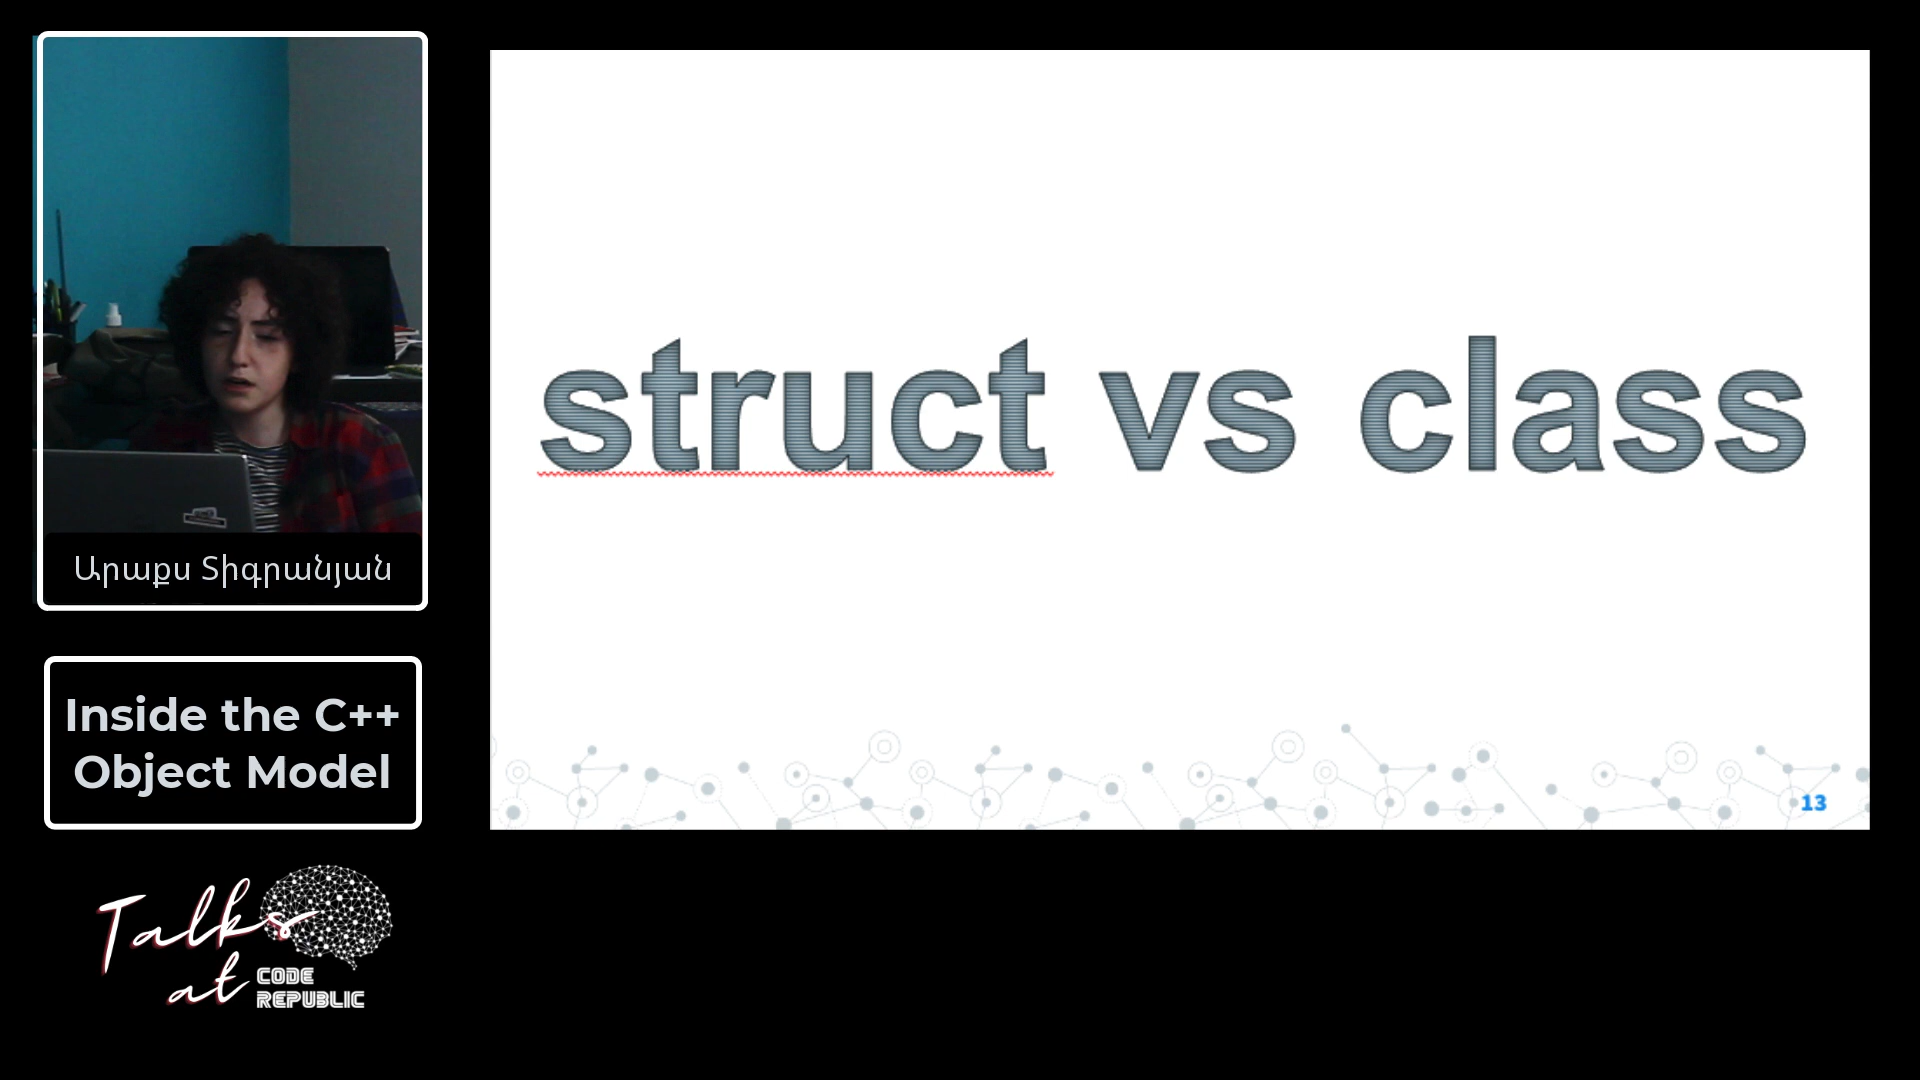 Արաքս Տիգրանյան
Inside the C++
Object Model
Talks
at
CODE
REPUBLIC
struct vs class
13